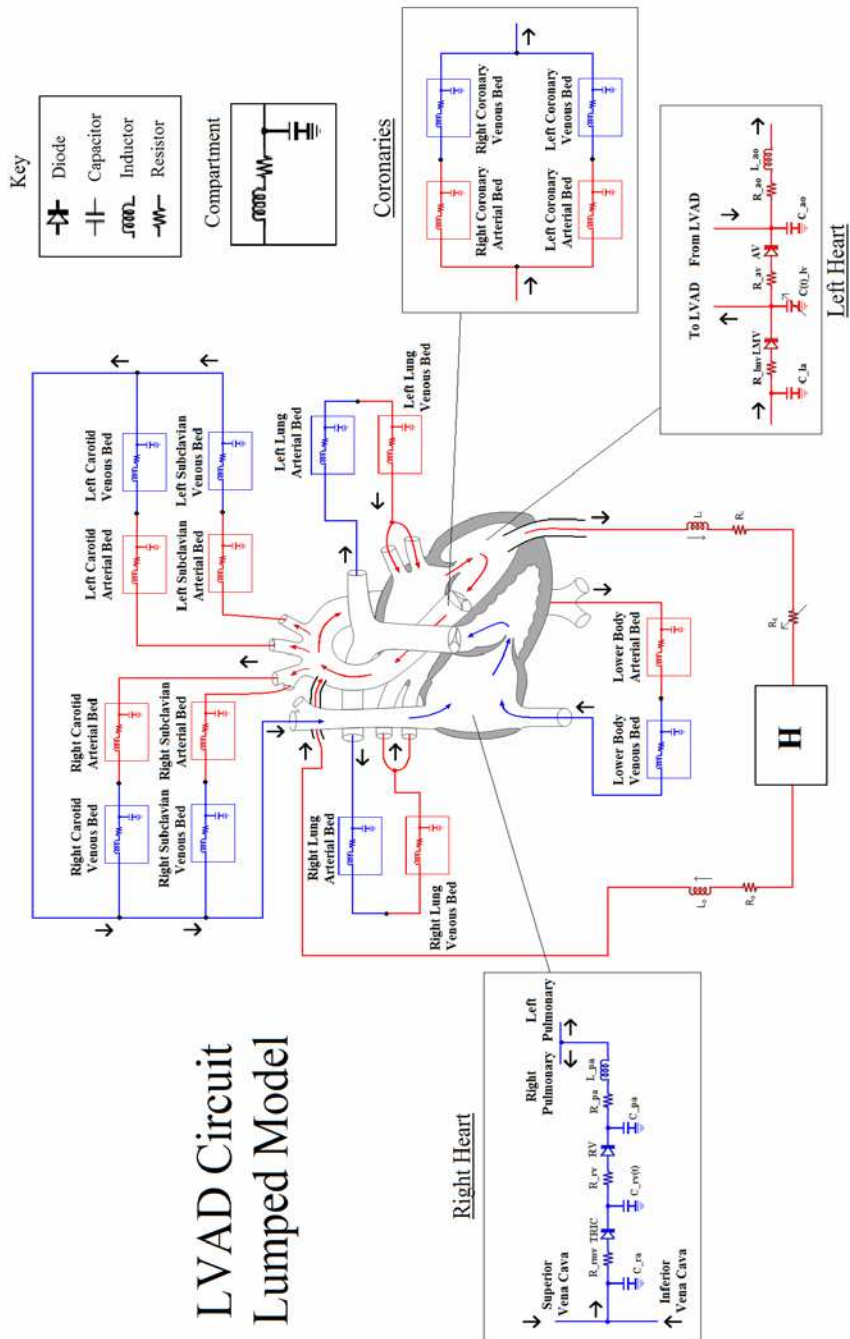 LVAD Circuit
Lumped Model
Key
Diode
Capacitor
Inductor
Resistor
Compartment
Right Carotid
Venous Bed
Right Carotid
Arterial Bed
Left Carotid
Arterial Bed
Left Carotid
Venous Bed
Right Subclavian
Venous Bed
Right Subclavian
Arterial Bed
Left Subclavian
Arterial Bed
Left Subclavian
Venous Bed
Right Lung
Arterial Bed
Right Lung
Venous Bed
Left Lung
Arterial Bed
Left Lung
Venous Bed
Coronaries
Right Coronary
Arterial Bed
Right Coronary
Venous Bed
Left Coronary
Arterial Bed
Left Coronary
Venous Bed
Right Heart
Superior
Vena Cava
Inferior
Vena Cava
Right
Pulmonary
Left
Pulmonary
R_rmv
TRIC
R_rv
RV
R_pa
L_pa
C_ra
C_rv(t)
C_pa
Lower Body
Venous Bed
Lower Body
Arterial Bed
To LVAD
From LVAD
R_lmv
LMV
R_av
AV
R_ao
L_ao
C_la
C(t)_lv
C_ao
Left Heart
H